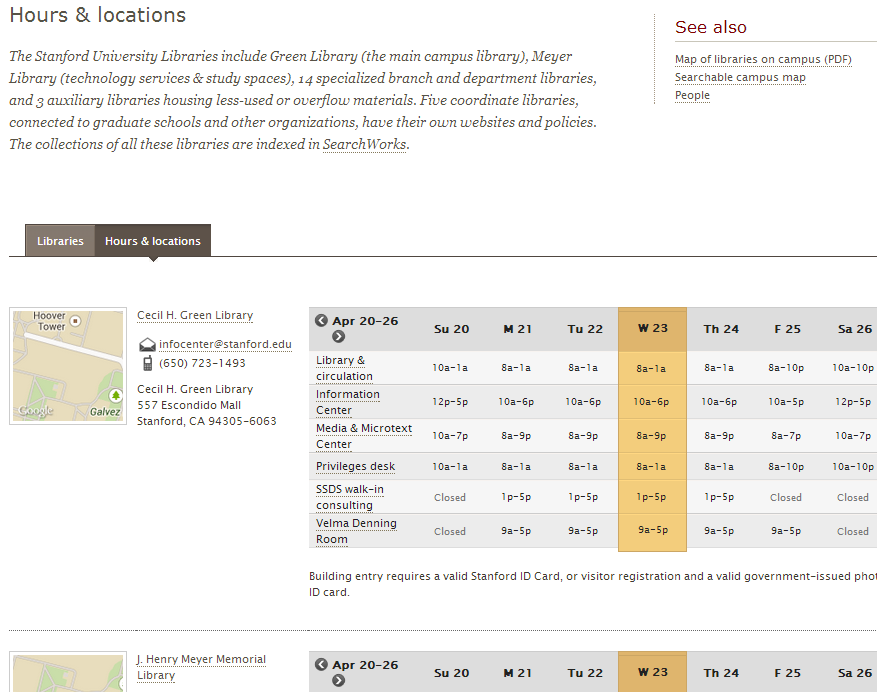 Hours & locations
The Stanford University Libraries include Green Library (the main campus library), Meyer
Library (technology services & study spaces), 14 specialized branch and department libraries,
and 3 auxiliary libraries housing less-used or overflow materials. Five coordinate libraries,
connected to graduate schools and other organizations, have their own websites and policies.
The collections of all these libraries are indexed in SearchWorks.
See also
Map of libraries on campus (PDF)
Searchable campus map
People
Libraries Hours & locations
Hoover
Tower
Google Galvez
Cecil H. Green Library
infocenter@stanford.edu
(650) 723-1493
Cecil H. Green Library
557 Escondido Mall
Stanford, CA 94305-6063
Apr 20-26 Su 20 M 21 Tu 22 W 23 Th 24 F 25 Sa 26
Library &
circulation 10a-1a 8a-1a 8a-1a 8a-1a 8a-1a 8a-10p 10a-10p
Information
Center 12p-5p 10a-6p 10a-6p 10a-6p 10a-6p 10a-5p 12p-5p
Media & Microtext
Center 10a-7p 8a-9p 8a-9p 8a-9p 8a-9p 8a-7p 10a-7p
Privileges desk 10a-1a 8a-1a 8a-1a 8a-1a 8a-1a 8a-10p 10a-10p
SSDS walk-in
consulting Closed 1p-5p 1p-5p 1p-5p 1p-5p Closed Closed
Velma Denning
Room Closed 9a-5p 9a-5p 9a-5p 9a-5p 9a-5p Closed
Building entry requires a valid Stanford ID Card, or visitor registration and a valid government-issued phot
ID card.
J. Henry Meyer Memorial
Library
Apr 20-26 Su 20 M 21 Tu 22 W 23 Th 24 F 25 Sa 26